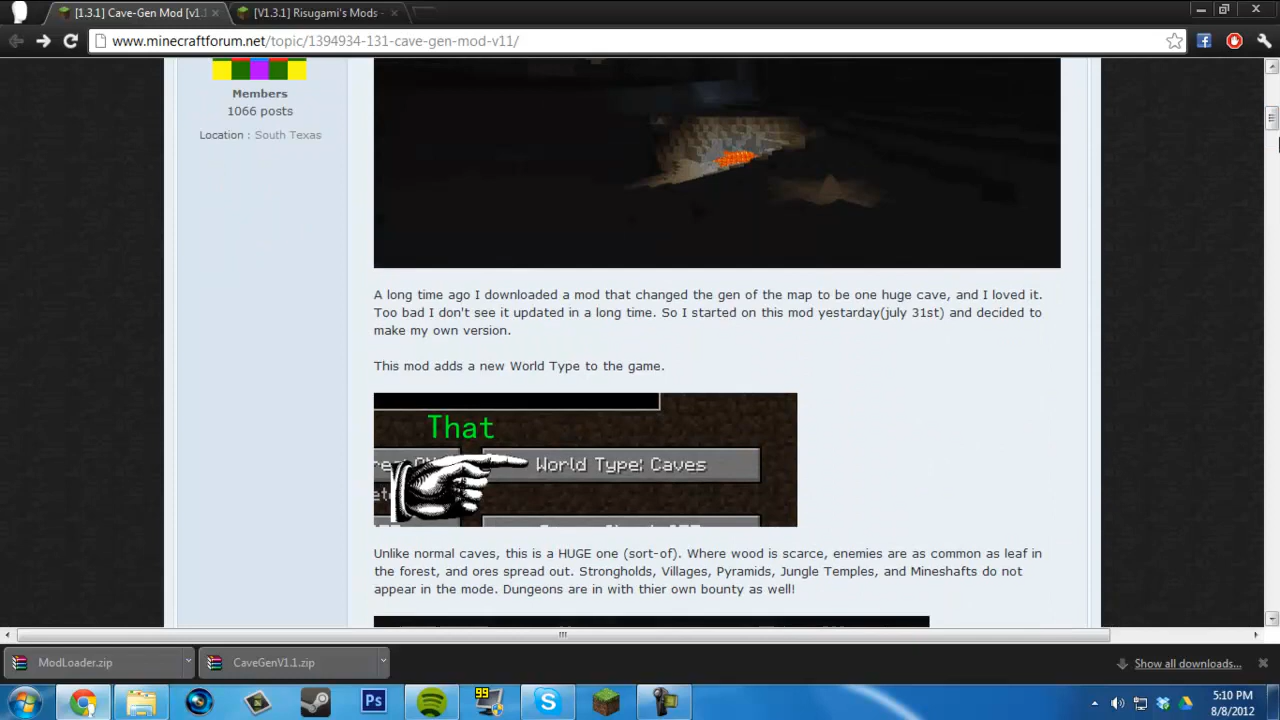 [1.3.1] Cave-Gen Mod [v1.
[V1.3.1] Risugami's Mods -
www.minecraftforum.net/topic/1394934-131-cave-gen-mod-v11/
Members
1066 posts
Location : South Texas
A long time ago I downloaded a mod that changed the gen of the map to be one huge cave, and I loved it.
Too bad I don't see it updated in a long time. So I started on this mod yestarday(july 31st) and decided to
make my own version.
This mod adds a new World Type to the game.
That
World Type: Caves
Unlike normal caves, this is a HUGE one (sort-of). Where wood is scarce, enemies are as common as leaf in
the forest, and ores spread out. Strongholds, Villages, Pyramids, Jungle Temples, and Mineshafts do not
appear in the mode. Dungeons are in with thier own bounty as well!
ModLoader.zip
CaveGenV1.1.zip
Show all downloads...
Ps
99
5:10 PM
8/8/2012